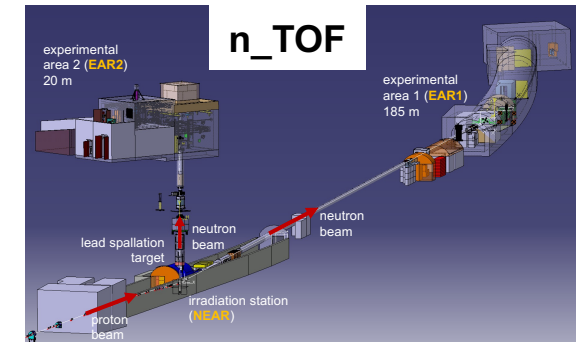 n_TOF
experimental
area 2 (EAR2)
20 m
experimental
area 1 (EAR1)
185 m
neutron
beam
lead spallation
target
neutron
beam
irradiation station
(NEAR)
proton
beam